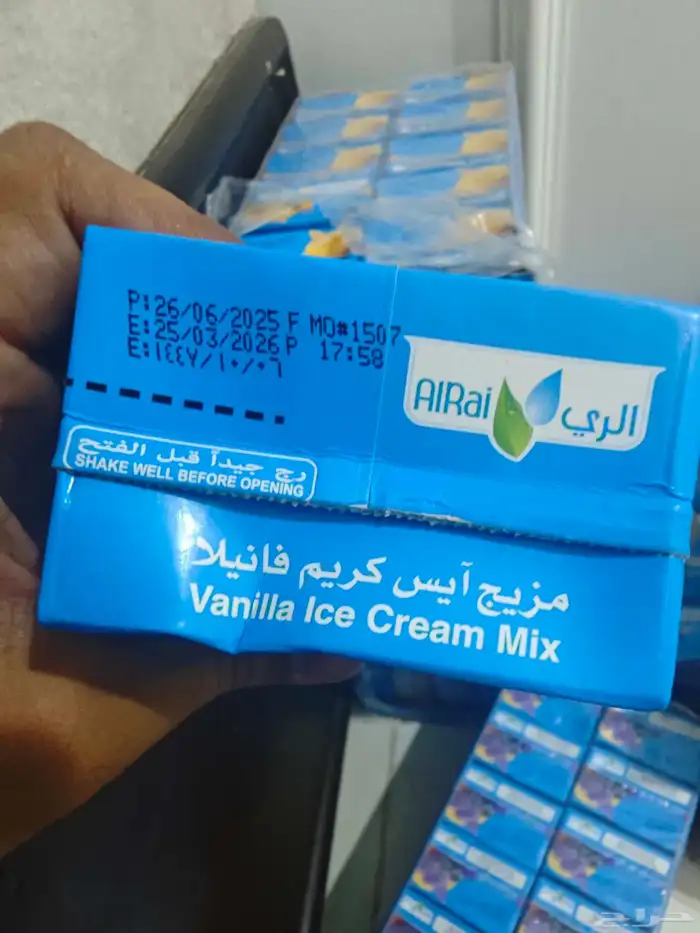 P:26/06/2025 F MO#1507
E:25/03/2026 P 17:58
E:١٤٤٧/١٠/٠٦
AlRai الري
رج جيداً قبل الفتح
SHAKE WELL BEFORE OPENING
مزيج آيس كريم فانيلا
Vanilla Ice Cream Mix
حراج